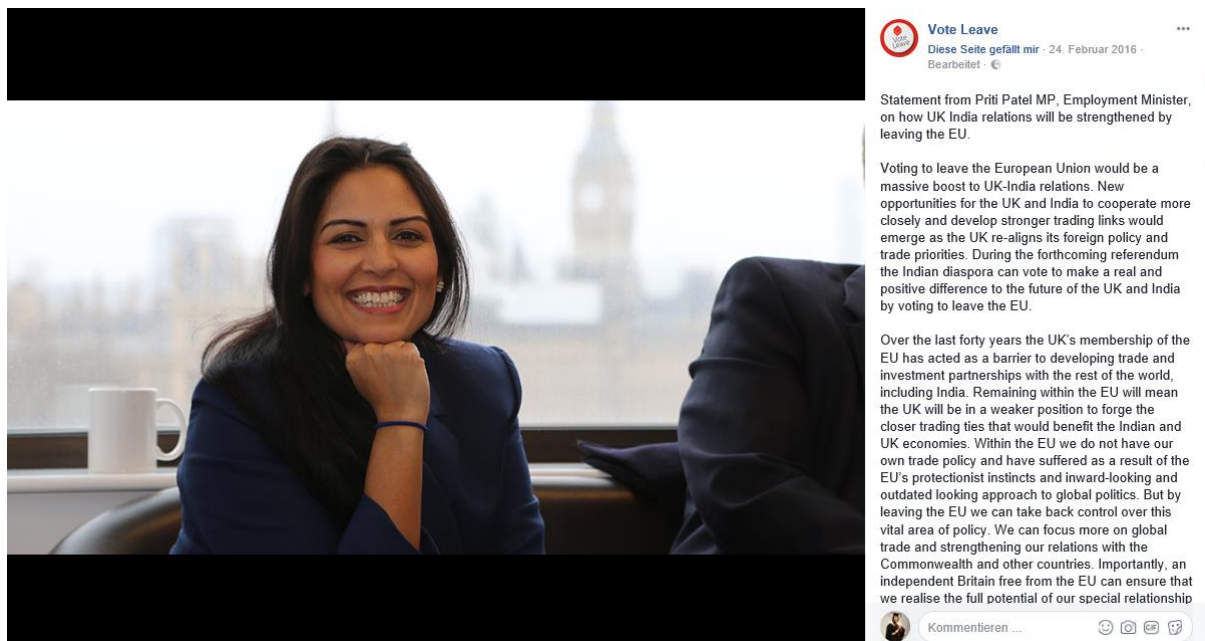 Vote Leave
Diese Seite gefällt mir · 24. Februar 2016 ·
Bearbeitet ·
Statement from Priti Patel MP, Employment Minister,
on how UK India relations will be strengthened by
leaving the EU.
Voting to leave the European Union would be a
massive boost to UK-India relations. New
opportunities for the UK and India to cooperate more
closely and develop stronger trading links would
emerge as the UK re-aligns its foreign policy and
trade priorities. During the forthcoming referendum
the Indian diaspora can vote to make a real and
positive difference to the future of the UK and India
by voting to leave the EU.
Over the last forty years the UK's membership of the
EU has acted as a barrier to developing trade and
investment partnerships with the rest of the world,
including India. Remaining within the EU will mean
the UK will be in a weaker position to forge the
closer trading ties that would benefit the Indian and
UK economies. Within the EU we do not have our
own trade policy and have suffered as a result of the
EU's protectionist instincts and inward-looking and
outdated looking approach to global politics. But by
leaving the EU we can take back control over this
vital area of policy. We can focus more on global
trade and strengthening our relations with the
Commonwealth and other countries. Importantly, an
independent Britain free from the EU can ensure that
we realise the full potential of our special relationship
Kommentieren ...
GIF